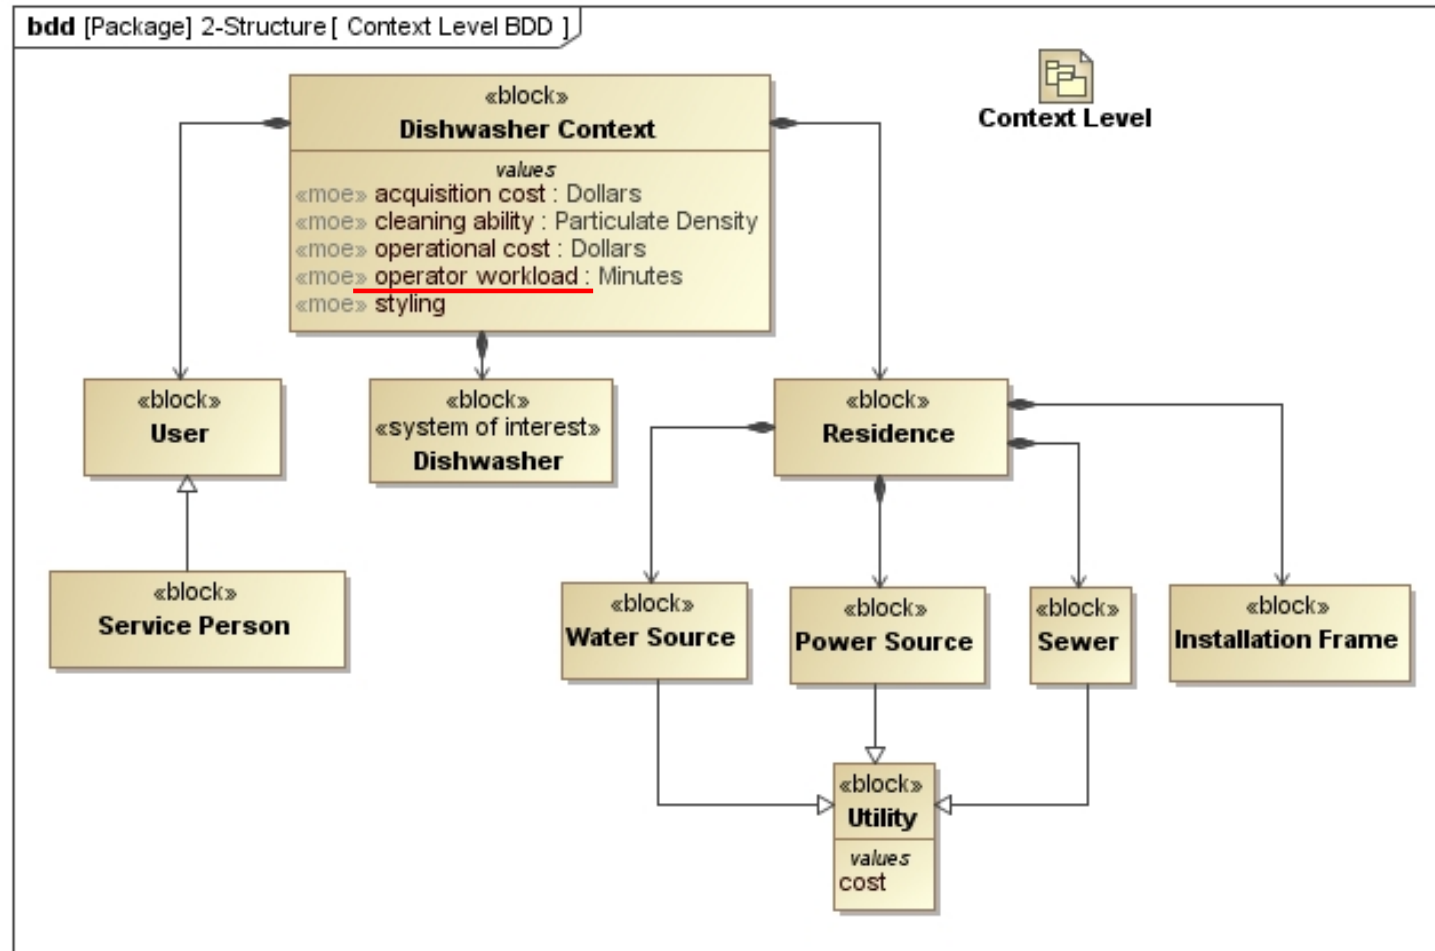 bdd [Package] 2-Structure [ Context Level BDD ]
Context Level
«block»
Dishwasher Context
values
«moe» acquisition cost : Dollars
«moe» cleaning ability : Particulate Density
«moe» operational cost : Dollars
«moe» operator workload : Minutes
«moe» styling
«block»
User
«block»
«system of interest»
Dishwasher
«block»
Residence
«block»
Service Person
«block»
Water Source
«block»
Power Source
«block»
Sewer
«block»
Installation Frame
«block»
Utility
values
cost